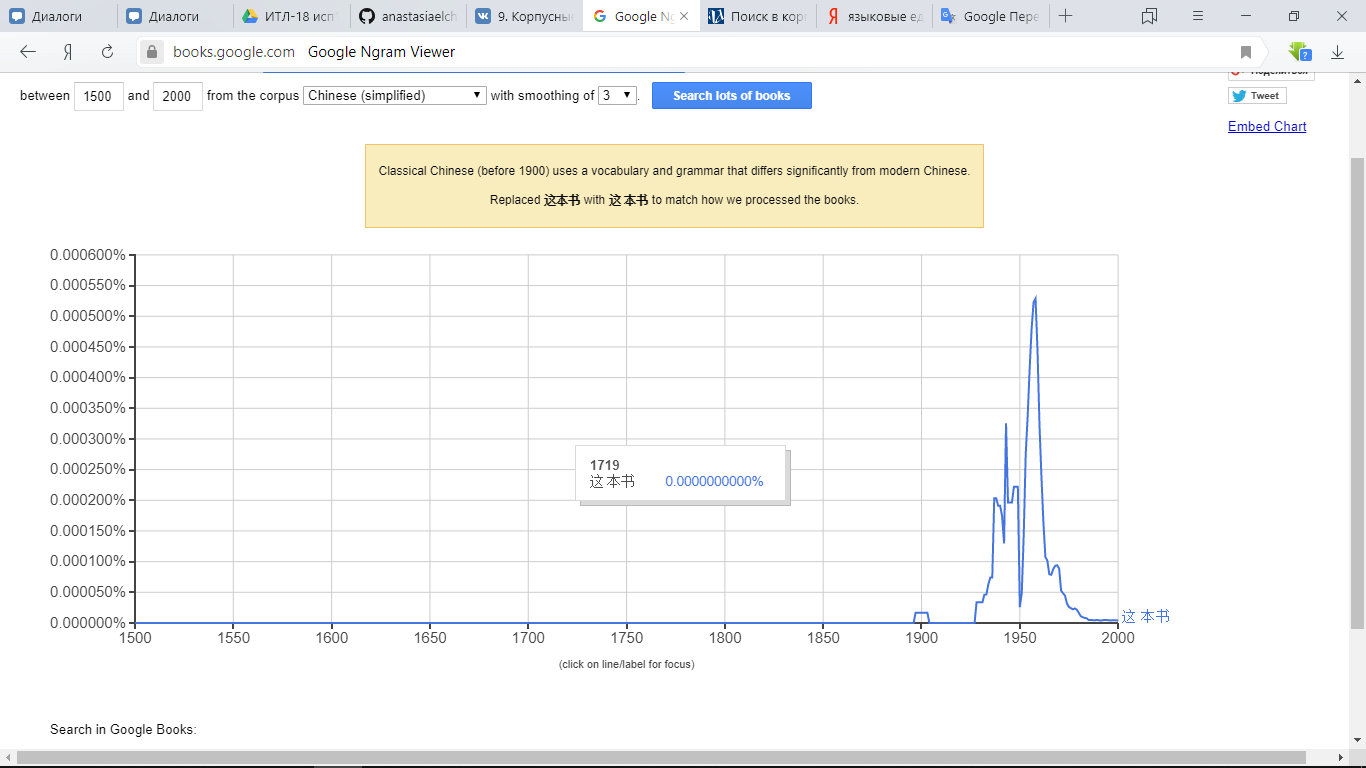 Диалоги
Диалоги
ИТЛ-18 исп
anastasiaelch
9. Корпусны
Google Ng
Поиск в кор
языковые ед
Google Пере
books.google.com Google Ngram Viewer
Поделиться
between 1500 and 2000 from the corpus Chinese (simplified) with smoothing of 3 . Search lots of books
Tweet
Embed Chart
Classical Chinese (before 1900) uses a vocabulary and grammar that differs significantly from modern Chinese.
Replaced 这本书 with 这 本书 to match how we processed the books.
0.000600%
0.000550%
0.000500%
0.000450%
0.000400%
0.000350%
0.000300%
0.000250%
0.000200%
0.000150%
0.000100%
0.000050%
0.000000%
1719
这 本书 0.0000000000%
这 本书
1500 1550 1600 1650 1700 1750 1800 1850 1900 1950 2000
(click on line/label for focus)
Search in Google Books: